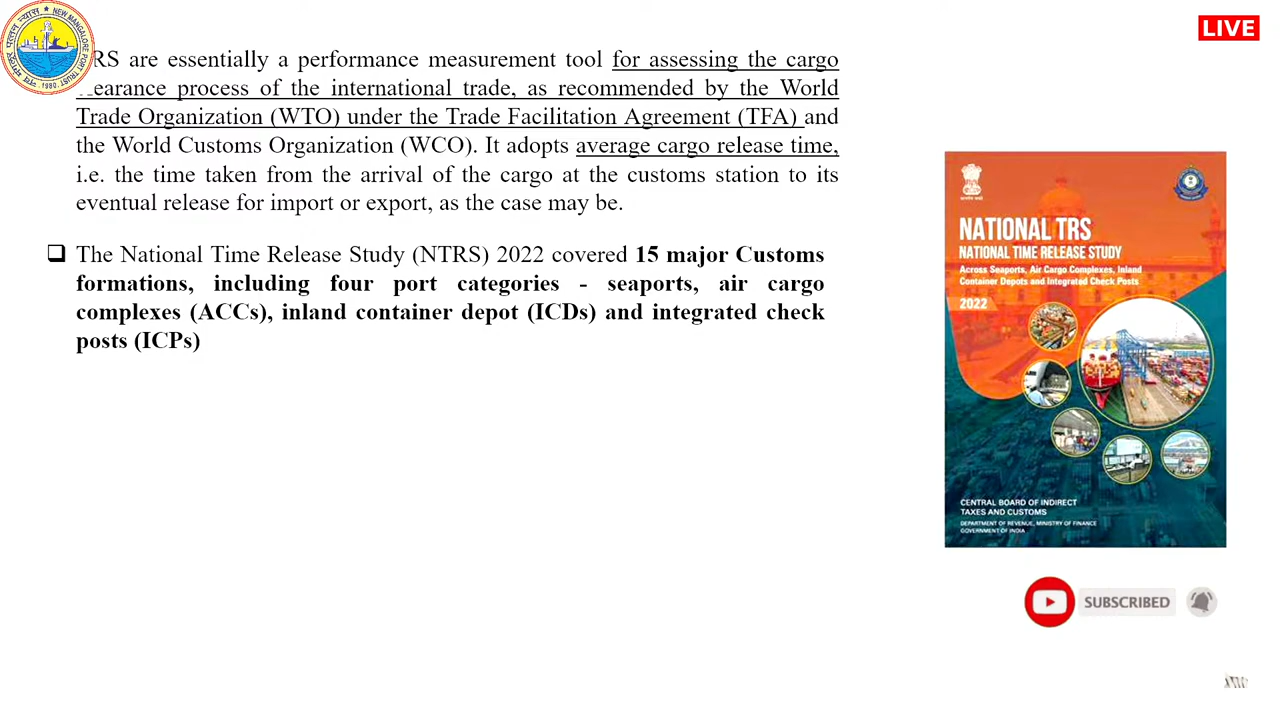 RS are essentially a performance measurement tool for assessing the cargo
clearance process of the international trade, as recommended by the World
Trade Organization (WTO) under the Trade Facilitation Agreement (TFA) and
the World Customs Organization (WCO). It adopts average cargo release time,
i.e. the time taken from the arrival of the cargo at the customs station to its
eventual release for import or export, as the case may be.
The National Time Release Study (NTRS) 2022 covered 15 major Customs
formations, including four port categories - seaports, air cargo
complexes (ACCs), inland container depot (ICDs) and integrated check
posts (ICPs)
NEW MANGALORE PORT TRUST
1980
LIVE
NATIONAL TRS
NATIONAL TIME RELEASE STUDY
Across Seaports, Air Cargo Complexes, Inland
Container Depots and Integrated Check Posts
2022
CENTRAL BOARD OF INDIRECT
TAXES AND CUSTOMS
DEPARTMENT OF REVENUE, MINISTRY OF FINANCE
GOVERNMENT OF INDIA
SUBSCRIBED